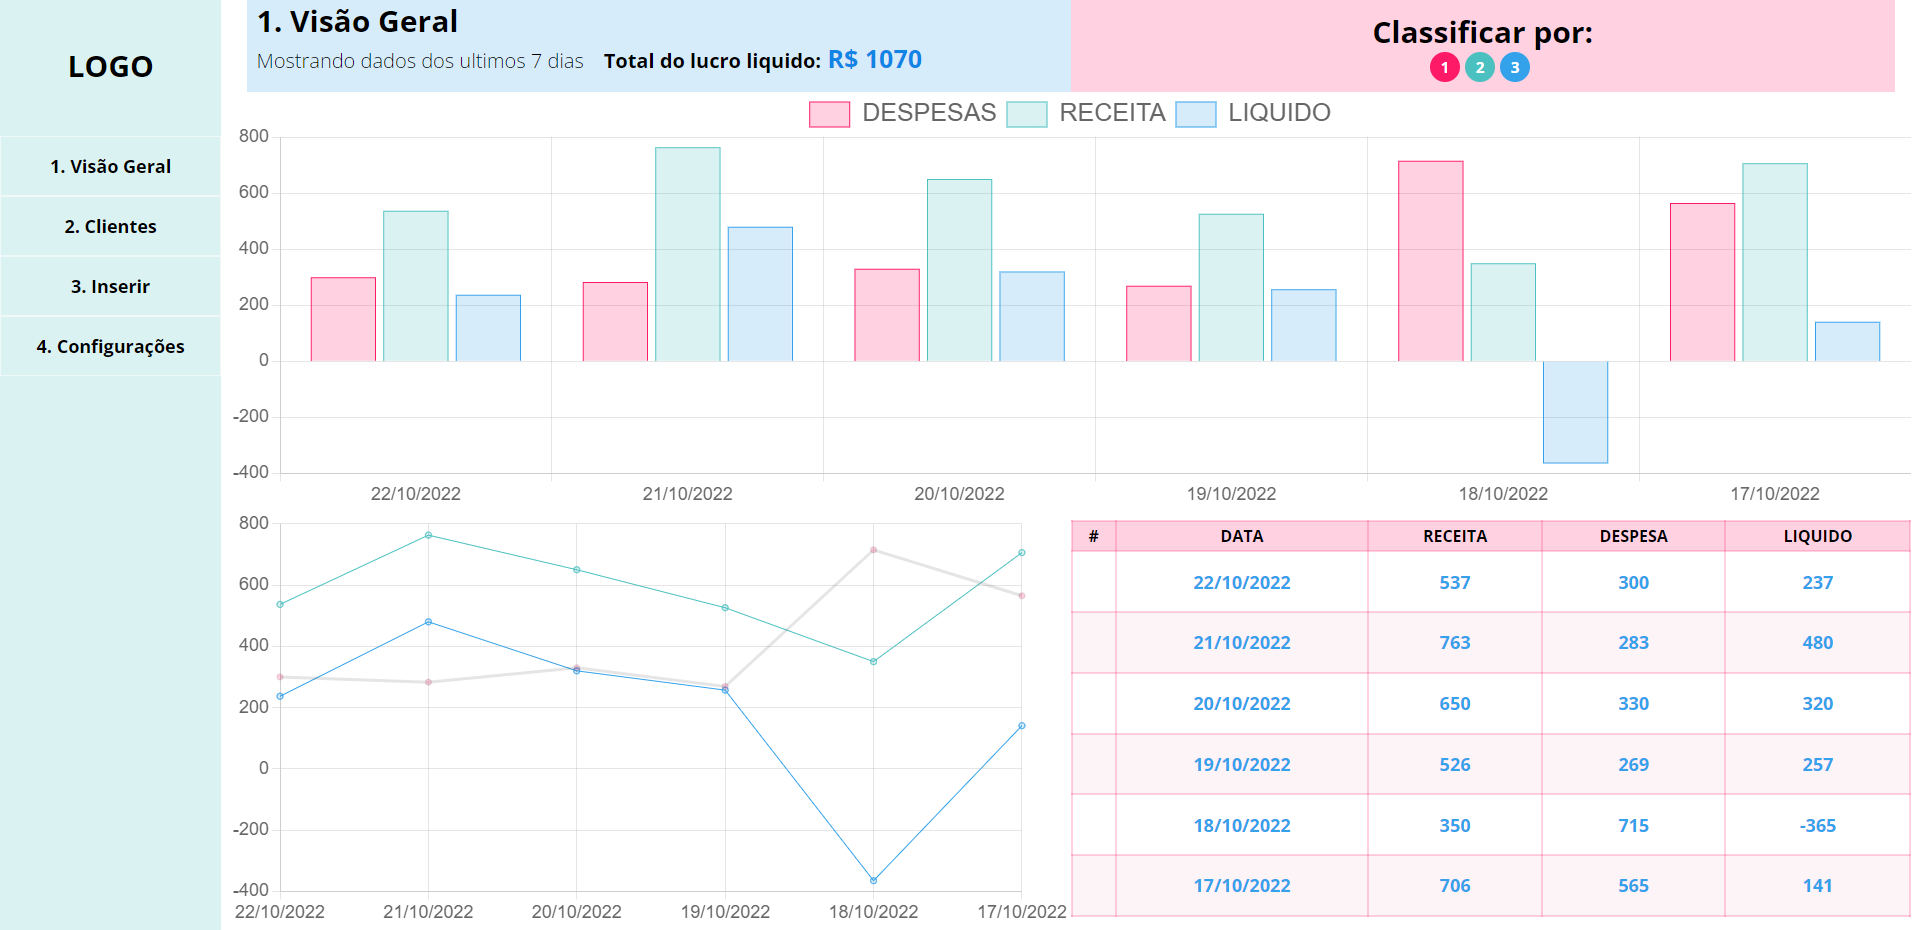 LOGO
1. Visão Geral
2. Clientes
3. Inserir
4. Configurações
1. Visão Geral
Mostrando dados dos ultimos 7 dias Total do lucro liquido: R$ 1070
Classificar por:
1 2 3
DESPESAS RECEITA LIQUIDO
800
600
400
200
0
-200
-400
22/10/2022 21/10/2022 20/10/2022 19/10/2022 18/10/2022 17/10/2022
800
600
400
200
0
-200
-400
22/10/2022 21/10/2022 20/10/2022 19/10/2022 18/10/2022 17/10/2022
# DATA RECEITA DESPESA LIQUIDO
22/10/2022 537 300 237
21/10/2022 763 283 480
20/10/2022 650 330 320
19/10/2022 526 269 257
18/10/2022 350 715 -365
17/10/2022 706 565 141